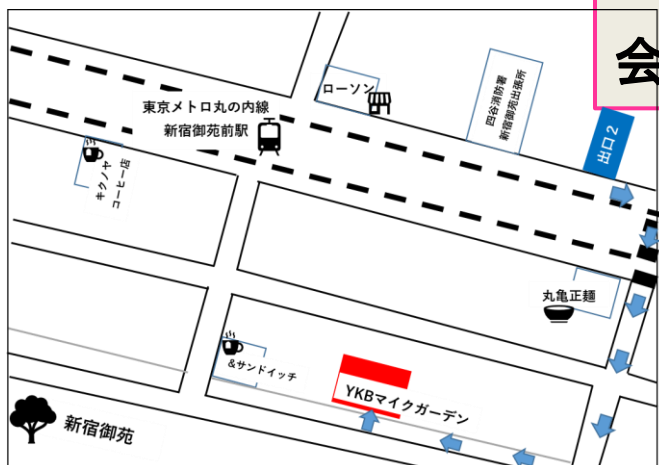 会
ローソン
東京メトロ丸の内線
新宿御苑前駅
四谷消防署
新宿御苑出張所
出口2
キクノヤ
コーヒー店
丸亀正麺
&サンドイッチ
YKBマイクガーデン
新宿御苑